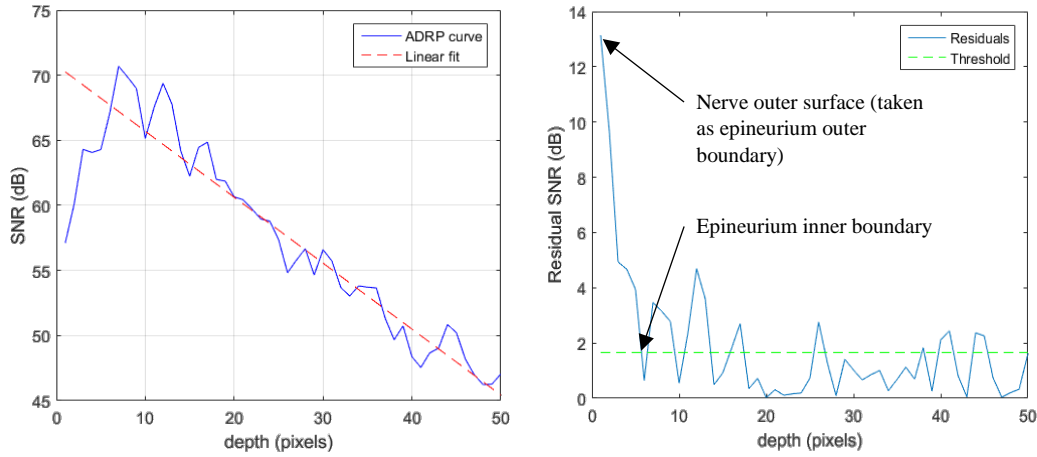 75
70
65
60
55
50
45
SNR (dB)
ADRP curve
Linear fit
0
10
20
30
40
50
depth (pixels)
14
12
10
8
6
4
2
0
Residual SNR (dB)
Residuals
Threshold
Nerve outer surface (taken
as epineurium outer
boundary)
Epineurium inner boundary
0
10
20
30
40
50
depth (pixels)